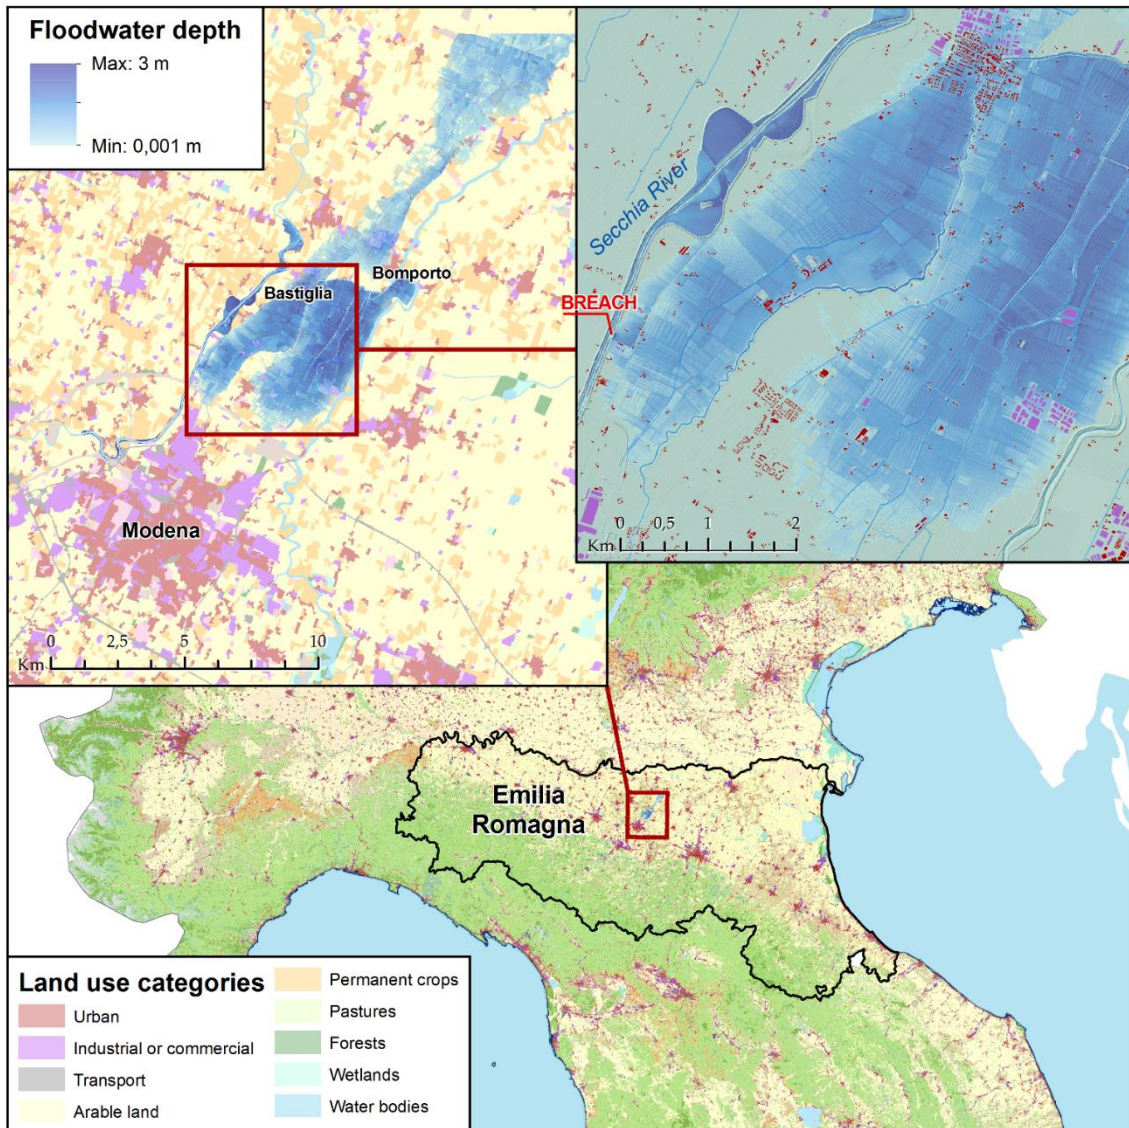 Floodwater depth
Max: 3 m
Min: 0,001 m
Bomporto
Bastiglia
Modena
0 2,5 5 10
Km
Secchia River
BREACH
0 0,5 1 2
Km
Emilia
Romagna
Land use categories
Urban
Industrial or commercial
Transport
Arable land
Permanent crops
Pastures
Forests
Wetlands
Water bodies